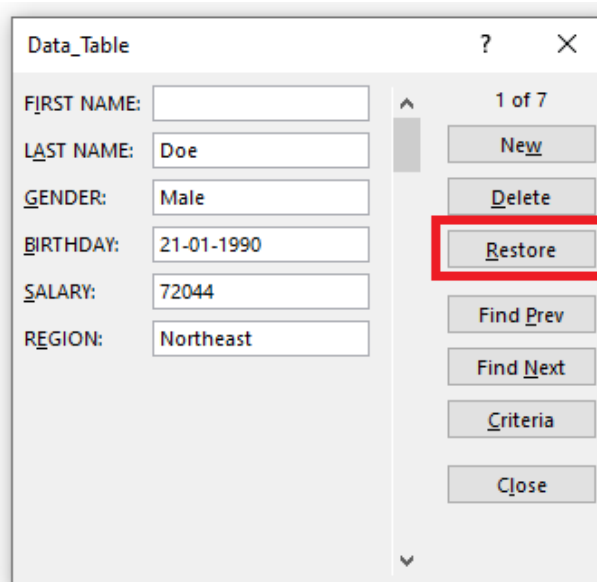 Data_Table ? ×
FIRST NAME:
LAST NAME: Doe
GENDER: Male
BIRTHDAY: 21-01-1990
SALARY: 72044
REGION: Northeast
1 of 7
New
Delete
Restore
Find Prev
Find Next
Criteria
Close